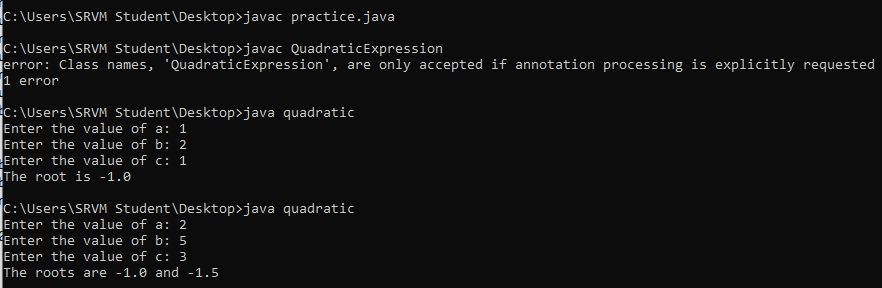 C:\Users\SRVM Student\Desktop>javac practice.java
C:\Users\SRVM Student\Desktop>javac QuadraticExpression
error: Class names, 'QuadraticExpression', are only accepted if annotation processing is explicitly requested
1 error
C:\Users\SRVM Student\Desktop>java quadratic
Enter the value of a: 1
Enter the value of b: 2
Enter the value of c: 1
The root is -1.0
C:\Users\SRVM Student\Desktop>java quadratic
Enter the value of a: 2
Enter the value of b: 5
Enter the value of c: 3
The roots are -1.0 and -1.5